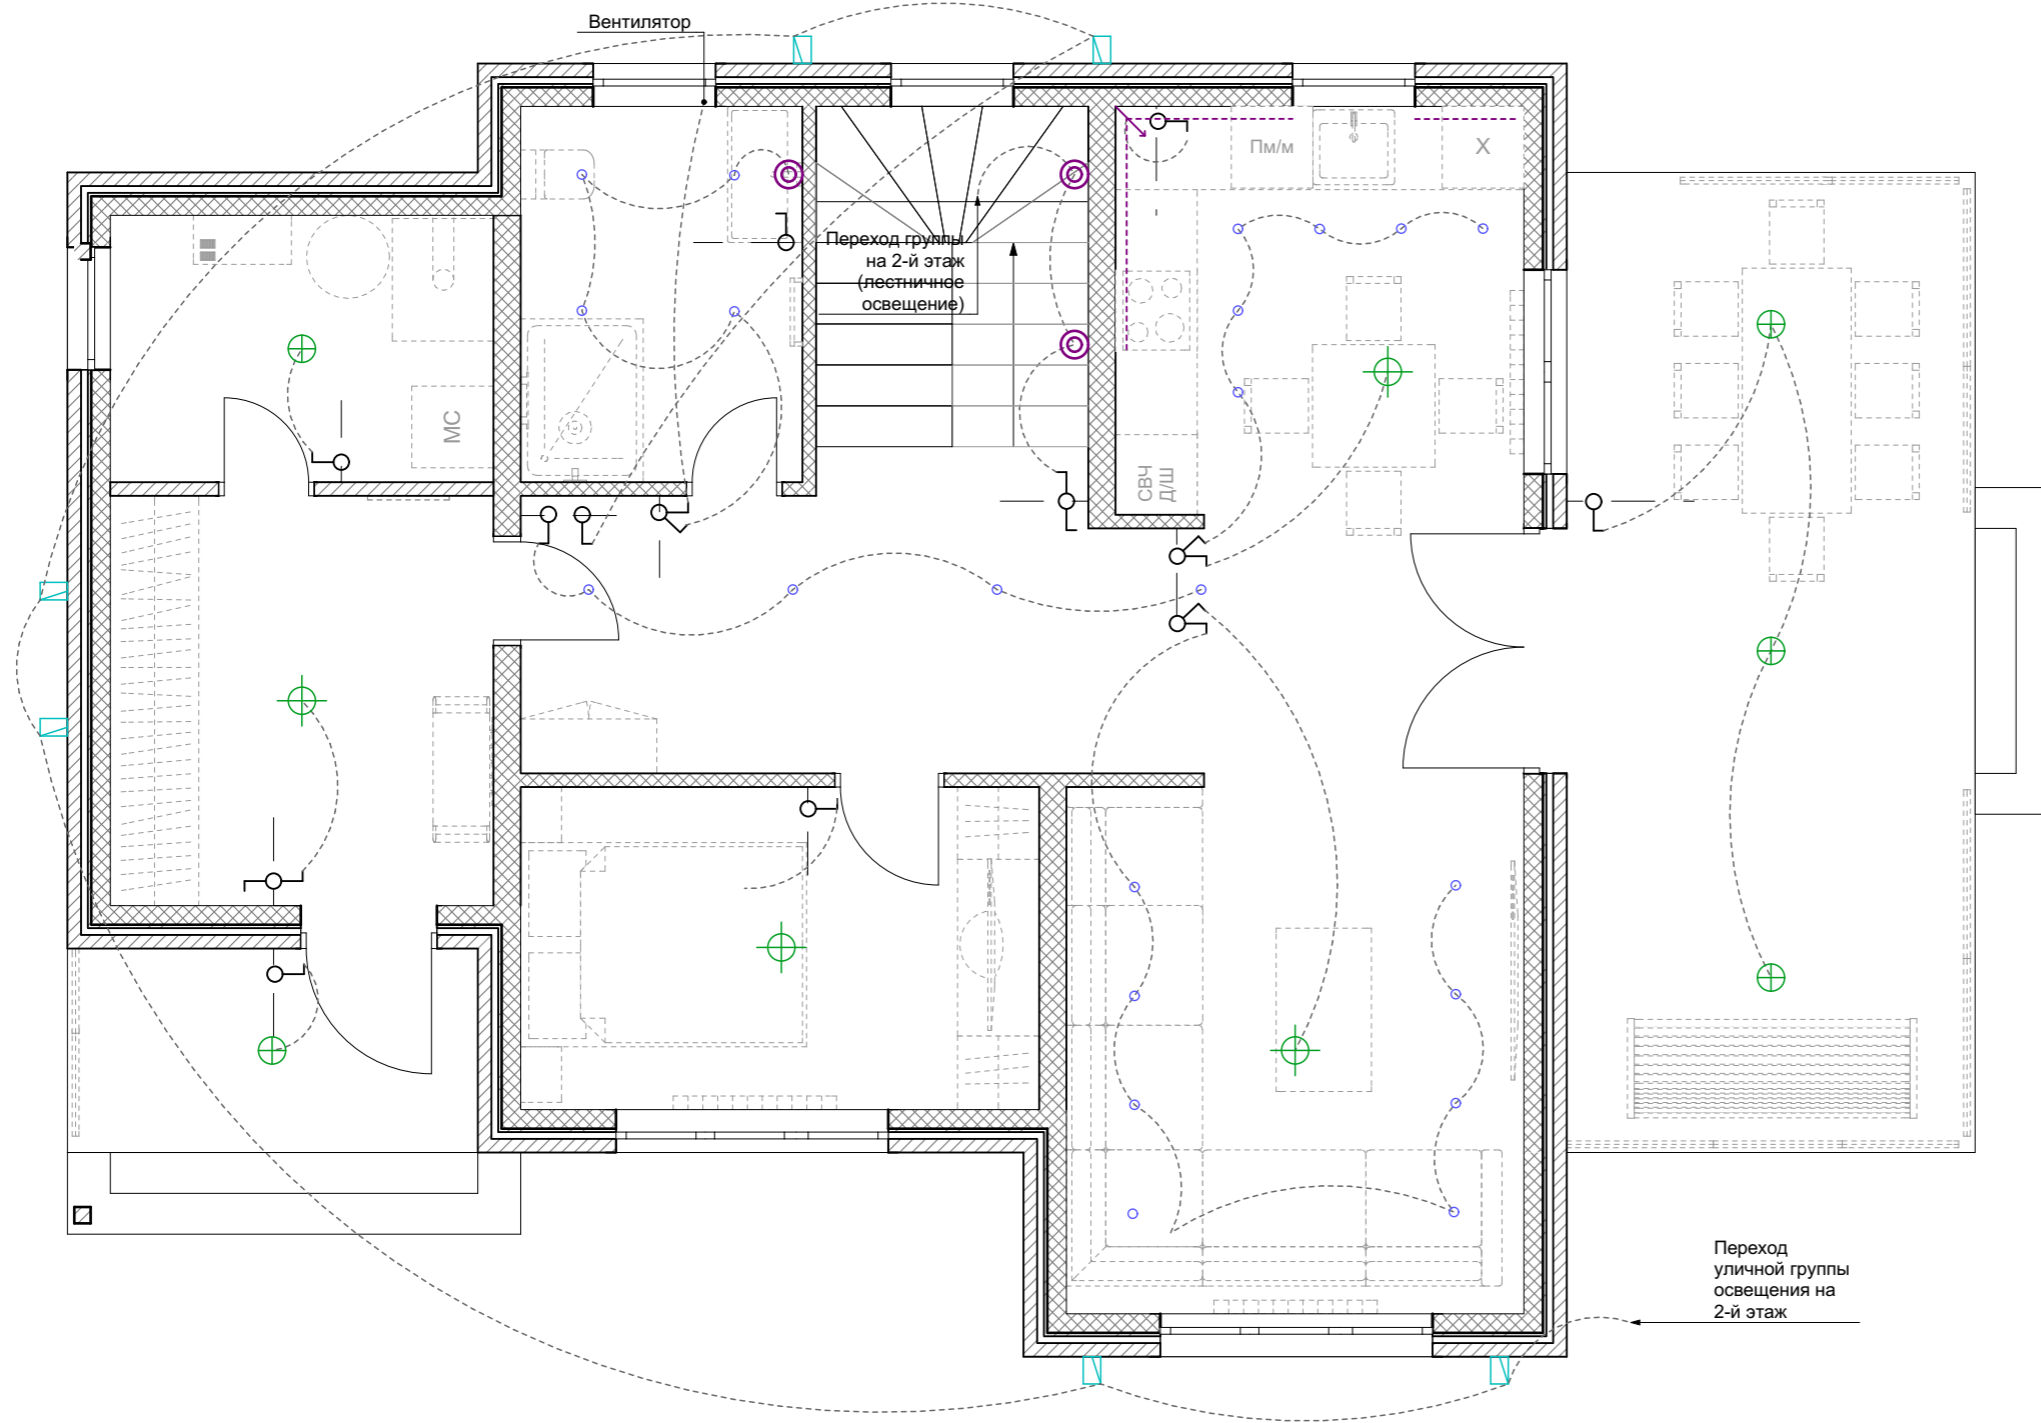 Вентилятор
Пм/м
X
Переход группы
на 2-й этаж
(лестничное
освещение)
МС
СВЧ
Д/Ш
Переход
уличной группы
освещения на
2-й этаж